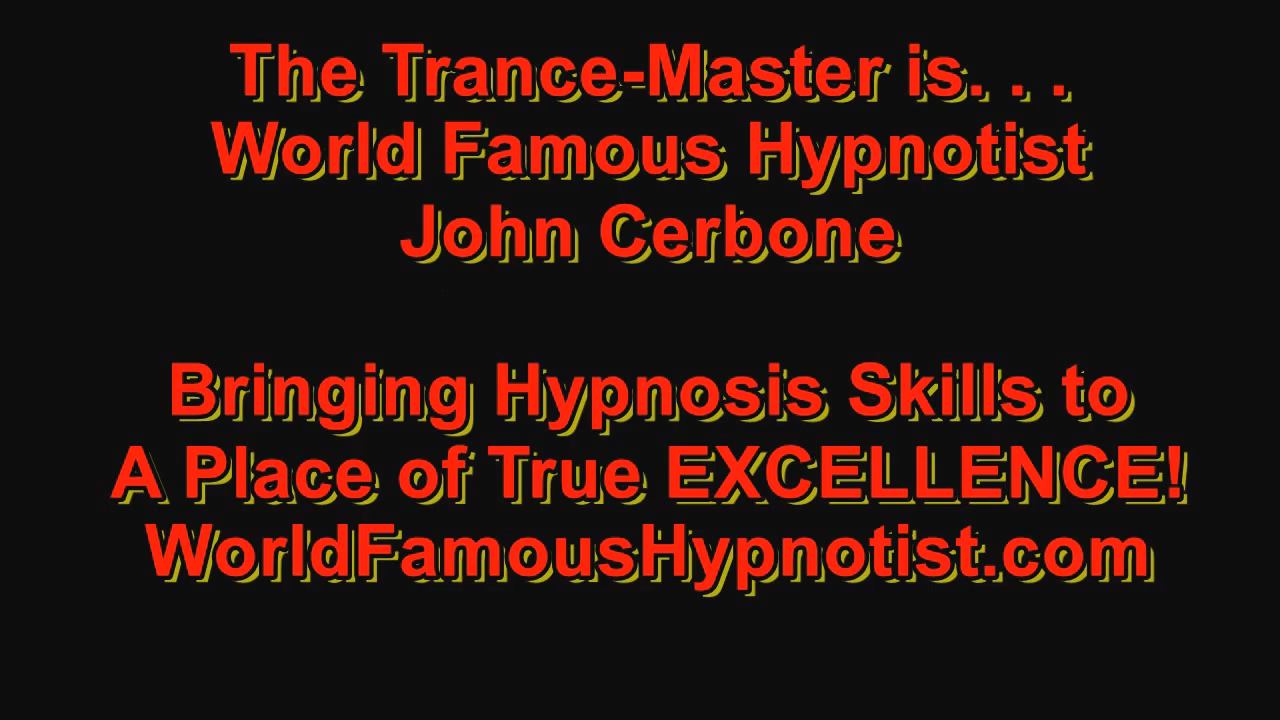 The Trance-Master is. . .
World Famous Hypnotist
John Cerbone
Bringing Hypnosis Skills to
A Place of True EXCELLENCE!
WorldFamousHypnotist.com